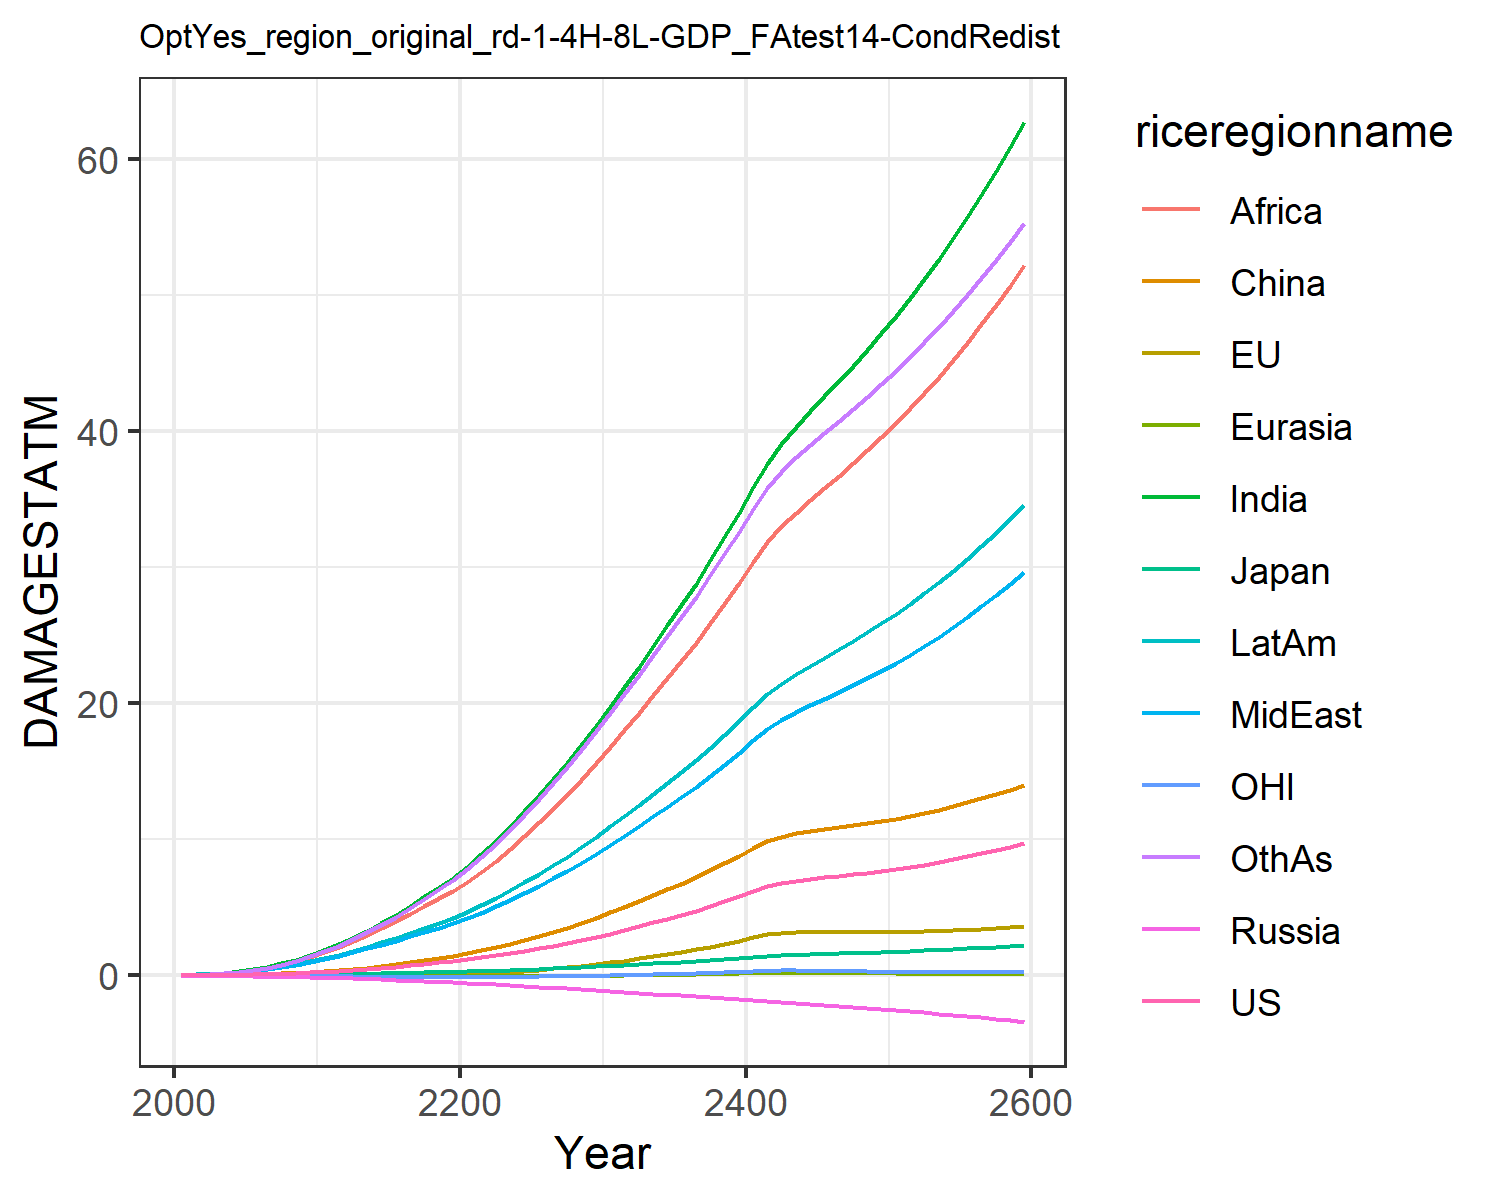 OptYes_region_original_rd-1-4H-8L-GDP_FAtest14-CondRedist
DAMAGESTATM
60
40
20
0
2000
2200
2400
2600
Year
riceregionname
Africa
China
EU
Eurasia
India
Japan
LatAm
MidEast
OHI
OthAs
Russia
US